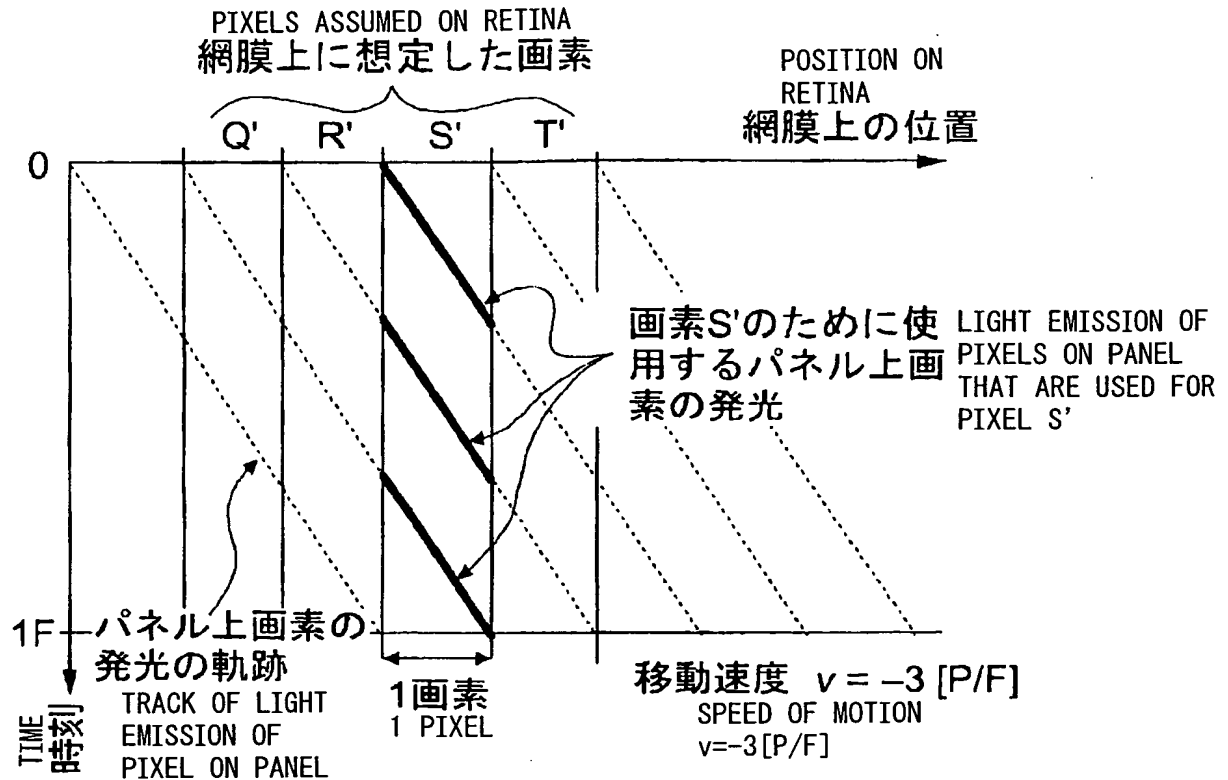 PIXELS ASSUMED ON RETINA
網膜上に想定した画素
POSITION ON
RETINA
網膜上の位置
Q' R' S' T'
0
画素S'のために使
用するパネル上画
素の発光
LIGHT EMISSION OF
PIXELS ON PANEL
THAT ARE USED FOR
PIXEL S'
1F
パネル上画素の
発光の軌跡
TRACK OF LIGHT
EMISSION OF
PIXEL ON PANEL
1画素
1 PIXEL
移動速度 v = −3 [P/F]
SPEED OF MOTION
v=-3[P/F]
TIME
時刻